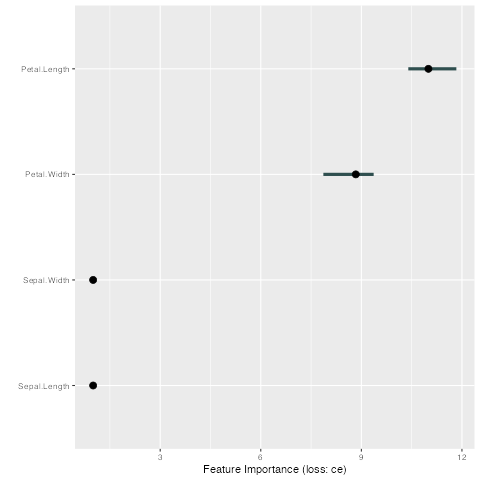 Petal.Length
Petal.Width
Sepal.Width
Sepal.Length
3 6 9 12
Feature Importance (loss: ce)